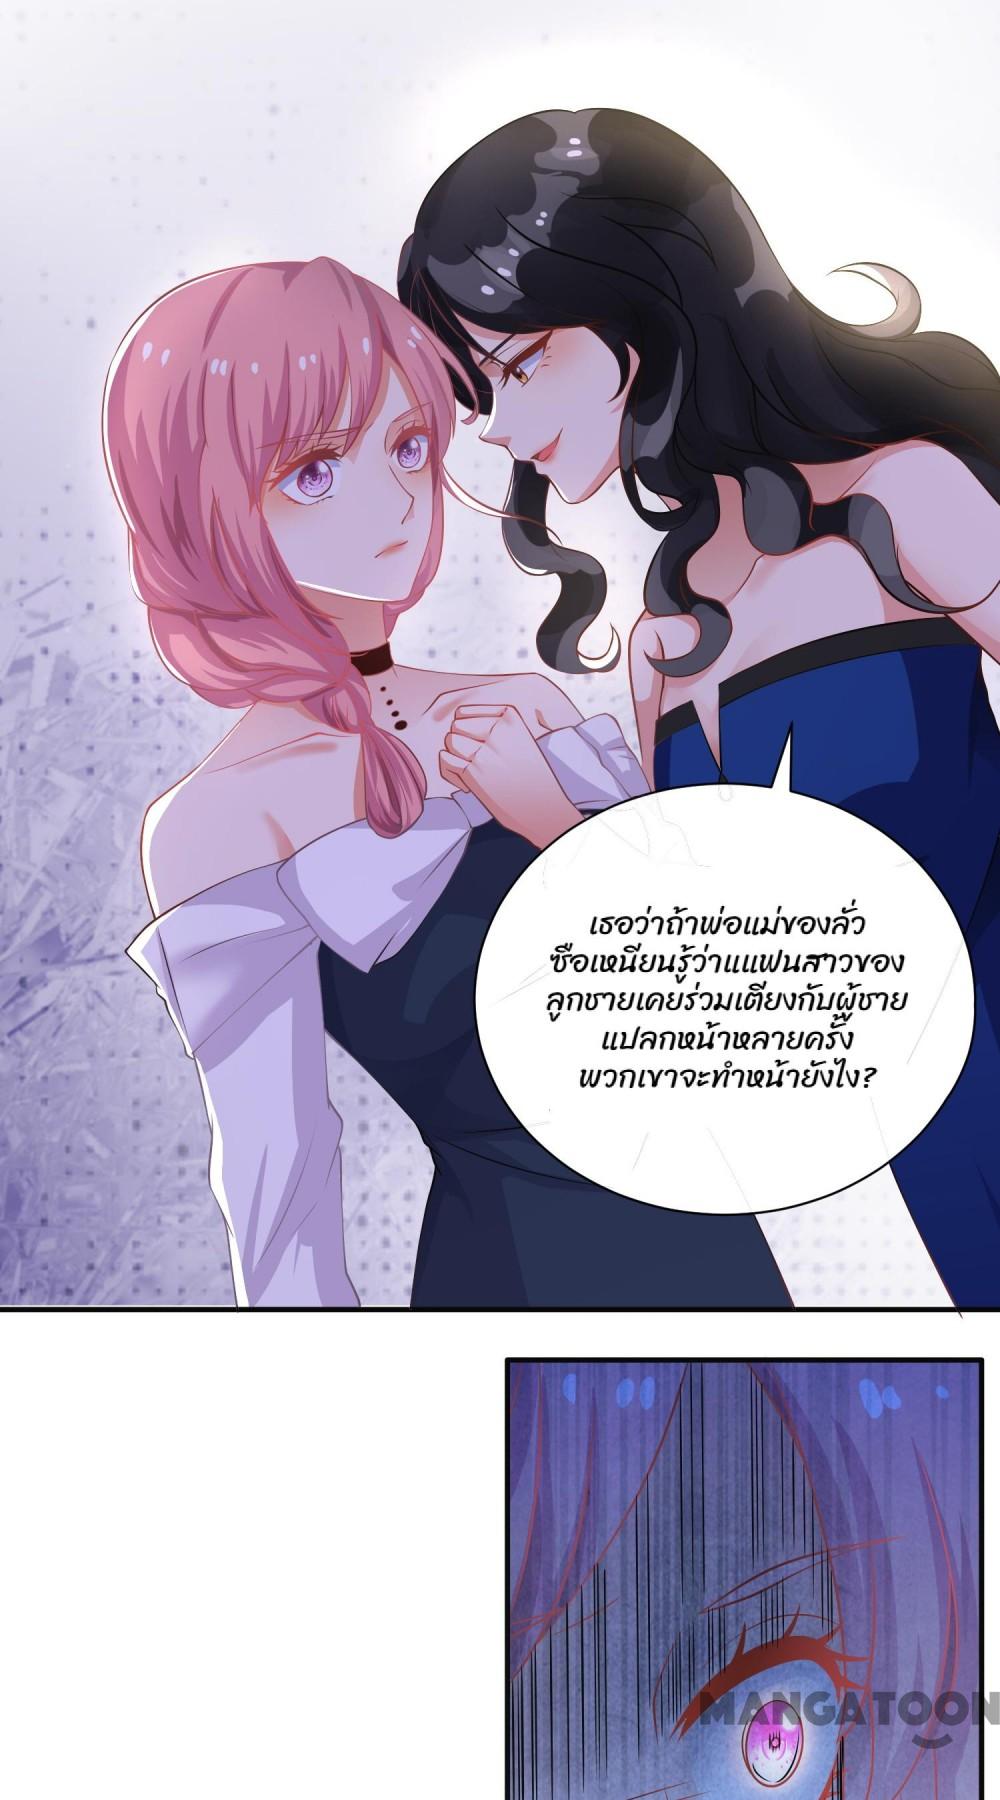 เธอว่าถ้าพ่อแม่ของลั่ว
ซือเหนียนรู้ว่าแแฟนสาวของ
ลูกชายเคยร่วมเตียงกับผู้ชาย
แปลกหน้าหลายครั้ง
พวกเขาจะทำหน้ายังไง?
MANGATOON